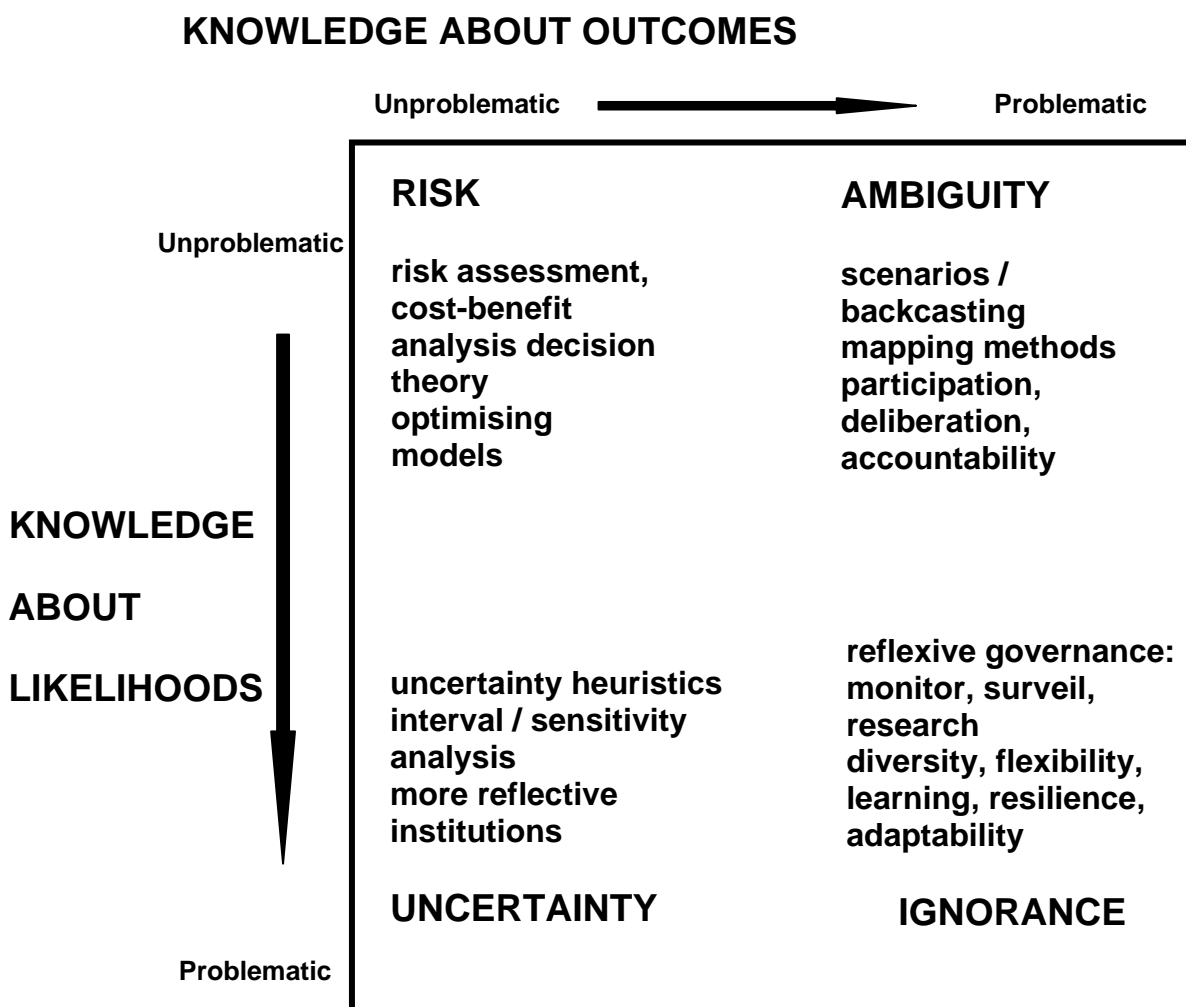 KNOWLEDGE ABOUT OUTCOMES
Unproblematic
Problematic
Unproblematic
Problematic
KNOWLEDGE
ABOUT
LIKELIHOODS
RISK
risk assessment,
cost-benefit
analysis decision
theory
optimising
models
AMBIGUITY
scenarios /
backcasting
mapping methods
participation,
deliberation,
accountability
uncertainty heuristics
interval / sensitivity
analysis
more reflective
institutions
UNCERTAINTY
reflexive governance:
monitor, surveil,
research
diversity, flexibility,
learning, resilience,
adaptability
IGNORANCE